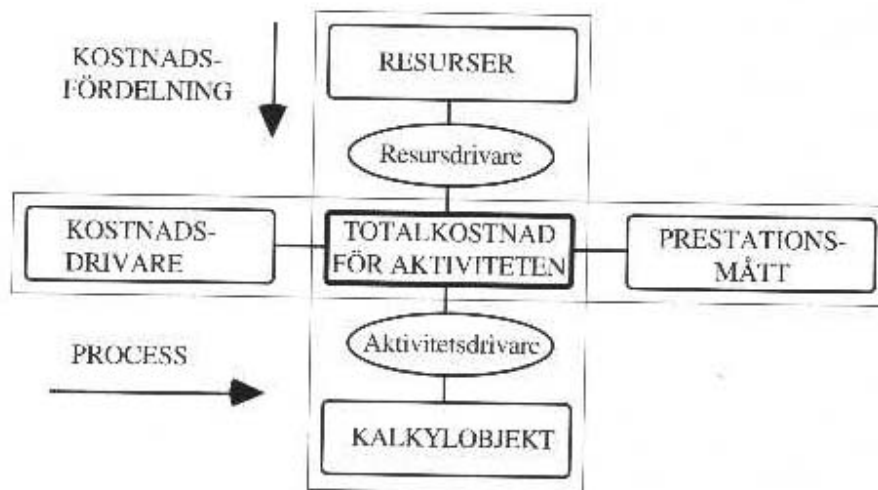 KOSTNADS-
FÖRDELNING
RESURSER
Resursdrivare
KOSTNADS-
DRIVARE
TOTALKOSTNAD
FÖR AKTIVITETEN
PRESTATIONS-
MÅTT
PROCESS
Aktivitetsdrivare
KALKYLOBJEKT